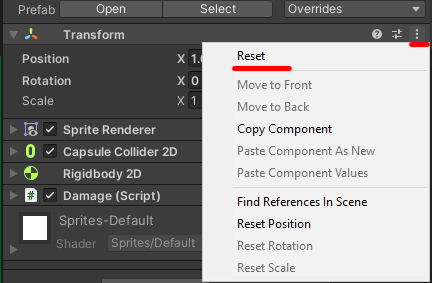 Prefab Open Select Overrides
Transform
Position X 1.
Rotation X 0
Scale X 1
Sprite Renderer
Capsule Collider 2D
Rigidbody 2D
Damage (Script)
Sprites-Default
Shader Sprites/Default
Reset
Move to Front
Move to Back
Copy Component
Paste Component As New
Paste Component Values
Find References In Scene
Reset Position
Reset Rotation
Reset Scale